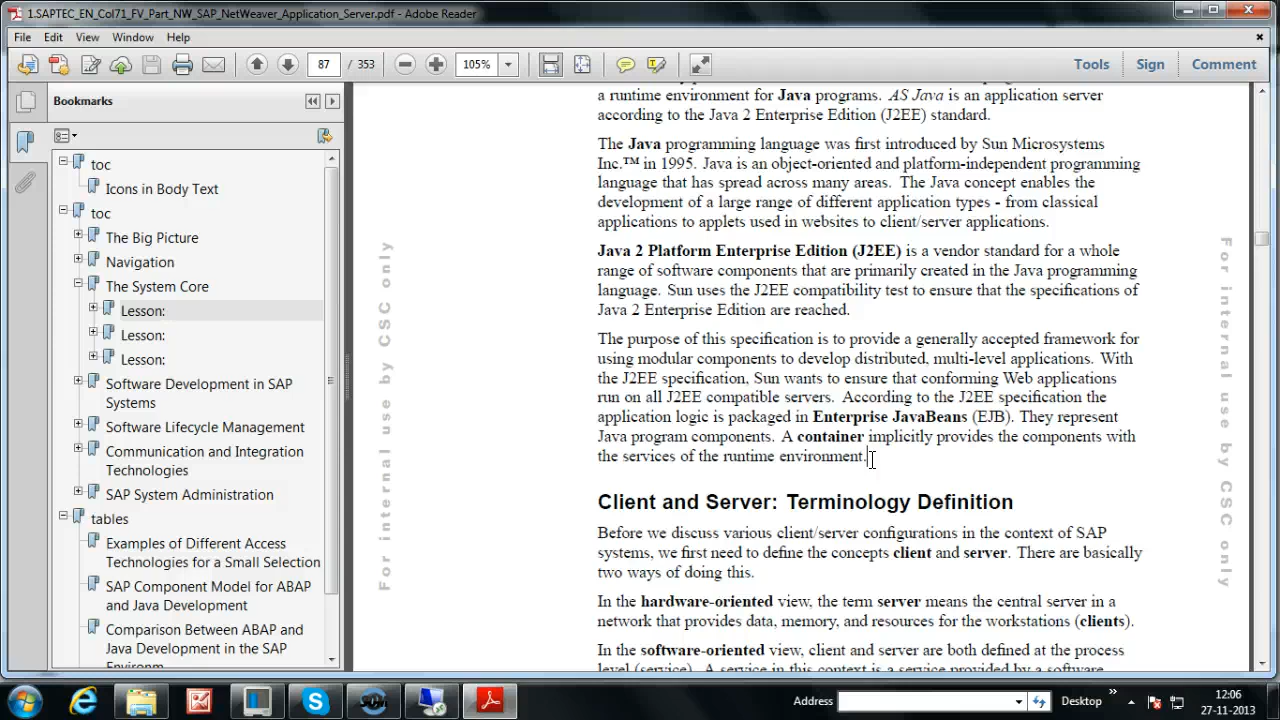 1.SAPTEC_EN_Col71_FV_Part_NW_SAP_NetWeaver_Application_Server.pdf - Adobe Reader
File Edit View Window Help
87 / 353 105% Tools Sign Comment
Bookmarks
toc
Icons in Body Text
toc
The Big Picture
Navigation
The System Core
Lesson:
Lesson:
Lesson:
Software Development in SAP
Systems
Software Lifecycle Management
Communication and Integration
Technologies
SAP System Administration
tables
Examples of Different Access
Technologies for a Small Selection
SAP Component Model for ABAP
and Java Development
Comparison Between ABAP and
Java Development in the SAP
Environm
For internal use by CSC only
a runtime environment for Java programs. AS Java is an application server
according to the Java 2 Enterprise Edition (J2EE) standard.
The Java programming language was first introduced by Sun Microsystems
Inc.™ in 1995. Java is an object-oriented and platform-independent programming
language that has spread across many areas. The Java concept enables the
development of a large range of different application types - from classical
applications to applets used in websites to client/server applications.
Java 2 Platform Enterprise Edition (J2EE) is a vendor standard for a whole
range of software components that are primarily created in the Java programming
language. Sun uses the J2EE compatibility test to ensure that the specifications of
Java 2 Enterprise Edition are reached.
The purpose of this specification is to provide a generally accepted framework for
using modular components to develop distributed, multi-level applications. With
the J2EE specification, Sun wants to ensure that conforming Web applications
run on all J2EE compatible servers. According to the J2EE specification the
application logic is packaged in Enterprise JavaBeans (EJB). They represent
Java program components. A container implicitly provides the components with
the services of the runtime environment.
Client and Server: Terminology Definition
Before we discuss various client/server configurations in the context of SAP
systems, we first need to define the concepts client and server. There are basically
two ways of doing this.
In the hardware-oriented view, the term server means the central server in a
network that provides data, memory, and resources for the workstations (clients).
In the software-oriented view, client and server are both defined at the process
level (service). A service in this context is a service provided by a software
For internal use by CSC only
Address Desktop 12:06
27-11-2013